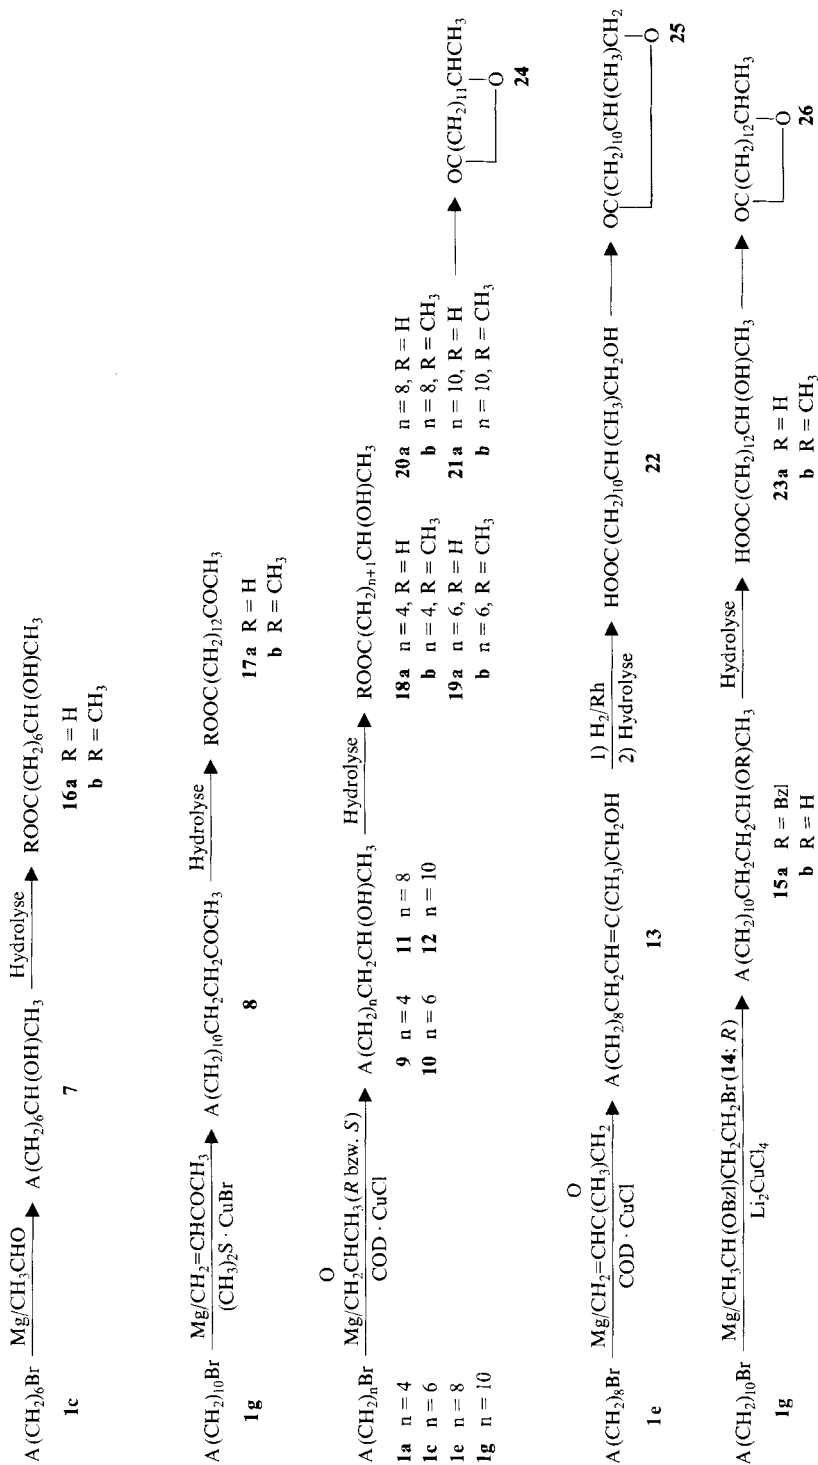 Mg/CH₃CHO
Hydrolyse
A(CH₂)₆Br → A(CH₂)₆CH(OH)CH₃ → ROOC(CH₂)₆CH(OH)CH₃
1c
7
16a R = H
b R = CH₃
Mg/CH₂=CHCOCH₃
(CH₃)₂S · CuBr
Hydrolyse
A(CH₂)₁₀Br → A(CH₂)₁₀CH₂CH₂COCH₃ → ROOC(CH₂)₁₂COCH₃
1g
8
17a R = H
b R = CH₃
O
Mg/CH₂CHCH₃(R bzw. S)
COD · CuCl
Hydrolyse
A(CH₂)ₙBr → A(CH₂)ₙCH₂CH(OH)CH₃ → ROOC(CH₂)ₙ₊₁CH(OH)CH₃
1a n = 4
1c n = 6
1e n = 8
1g n = 10
9 n = 4 11 n = 8
10 n = 6 12 n = 10
18a n = 4, R = H 20a n = 8, R = H
b n = 4, R = CH₃ b n = 8, R = CH₃
19a n = 6, R = H 21a n = 10, R = H → OC(CH₂)₁₁CHCH₃
b n = 6, R = CH₃ b n = 10, R = CH₃
O
24
O
Mg/CH₂=CHC(CH₃)CH₂
COD · CuCl
1) H₂/Rh
2) Hydrolyse
A(CH₂)₈Br → A(CH₂)₈CH₂CH=C(CH₃)CH₂OH → HOOC(CH₂)₁₀CH(CH₃)CH₂OH → OC(CH₂)₁₀CH(CH₃)CH₂
O
1e
13
22
25
Mg/CH₃CH(OBzl)CH₂CH₂Br(14: R)
Li₂CuCl₄
Hydrolyse
A(CH₂)₁₀Br → A(CH₂)₁₀CH₂CH₂CH(OR)CH₃ → HOOC(CH₂)₁₂CH(OH)CH₃ → OC(CH₂)₁₂CHCH₃
O
1g
15a R = Bzl
b R = H
23a R = H
b R = CH₃
26